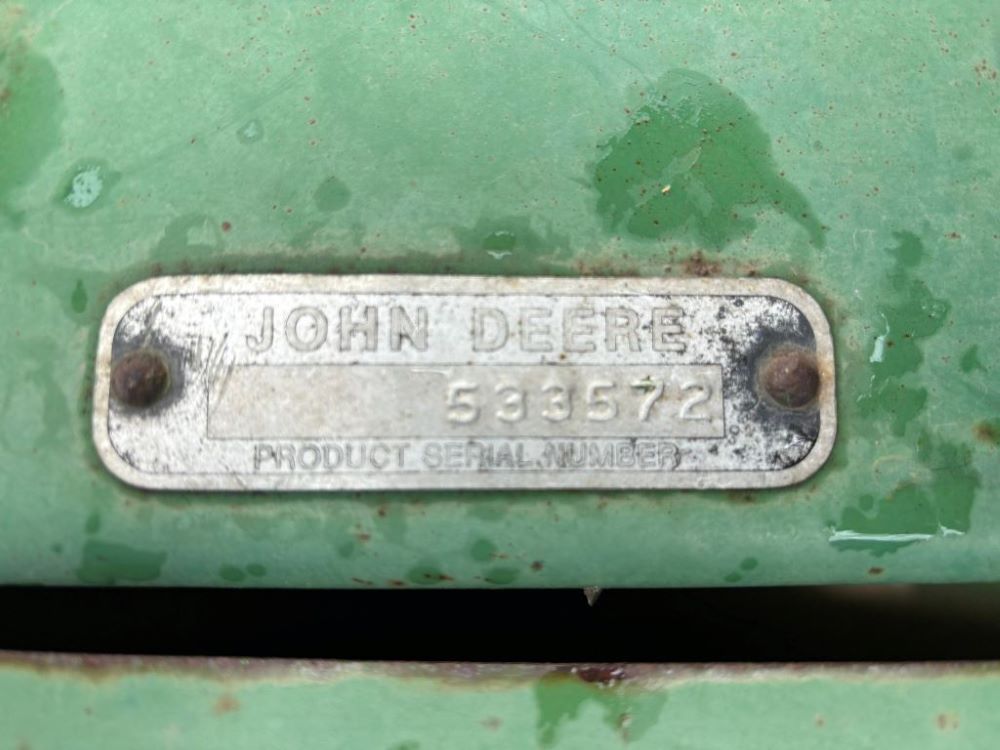 JOHN DEERE
533572
PRODUCT SERIAL NUMBER